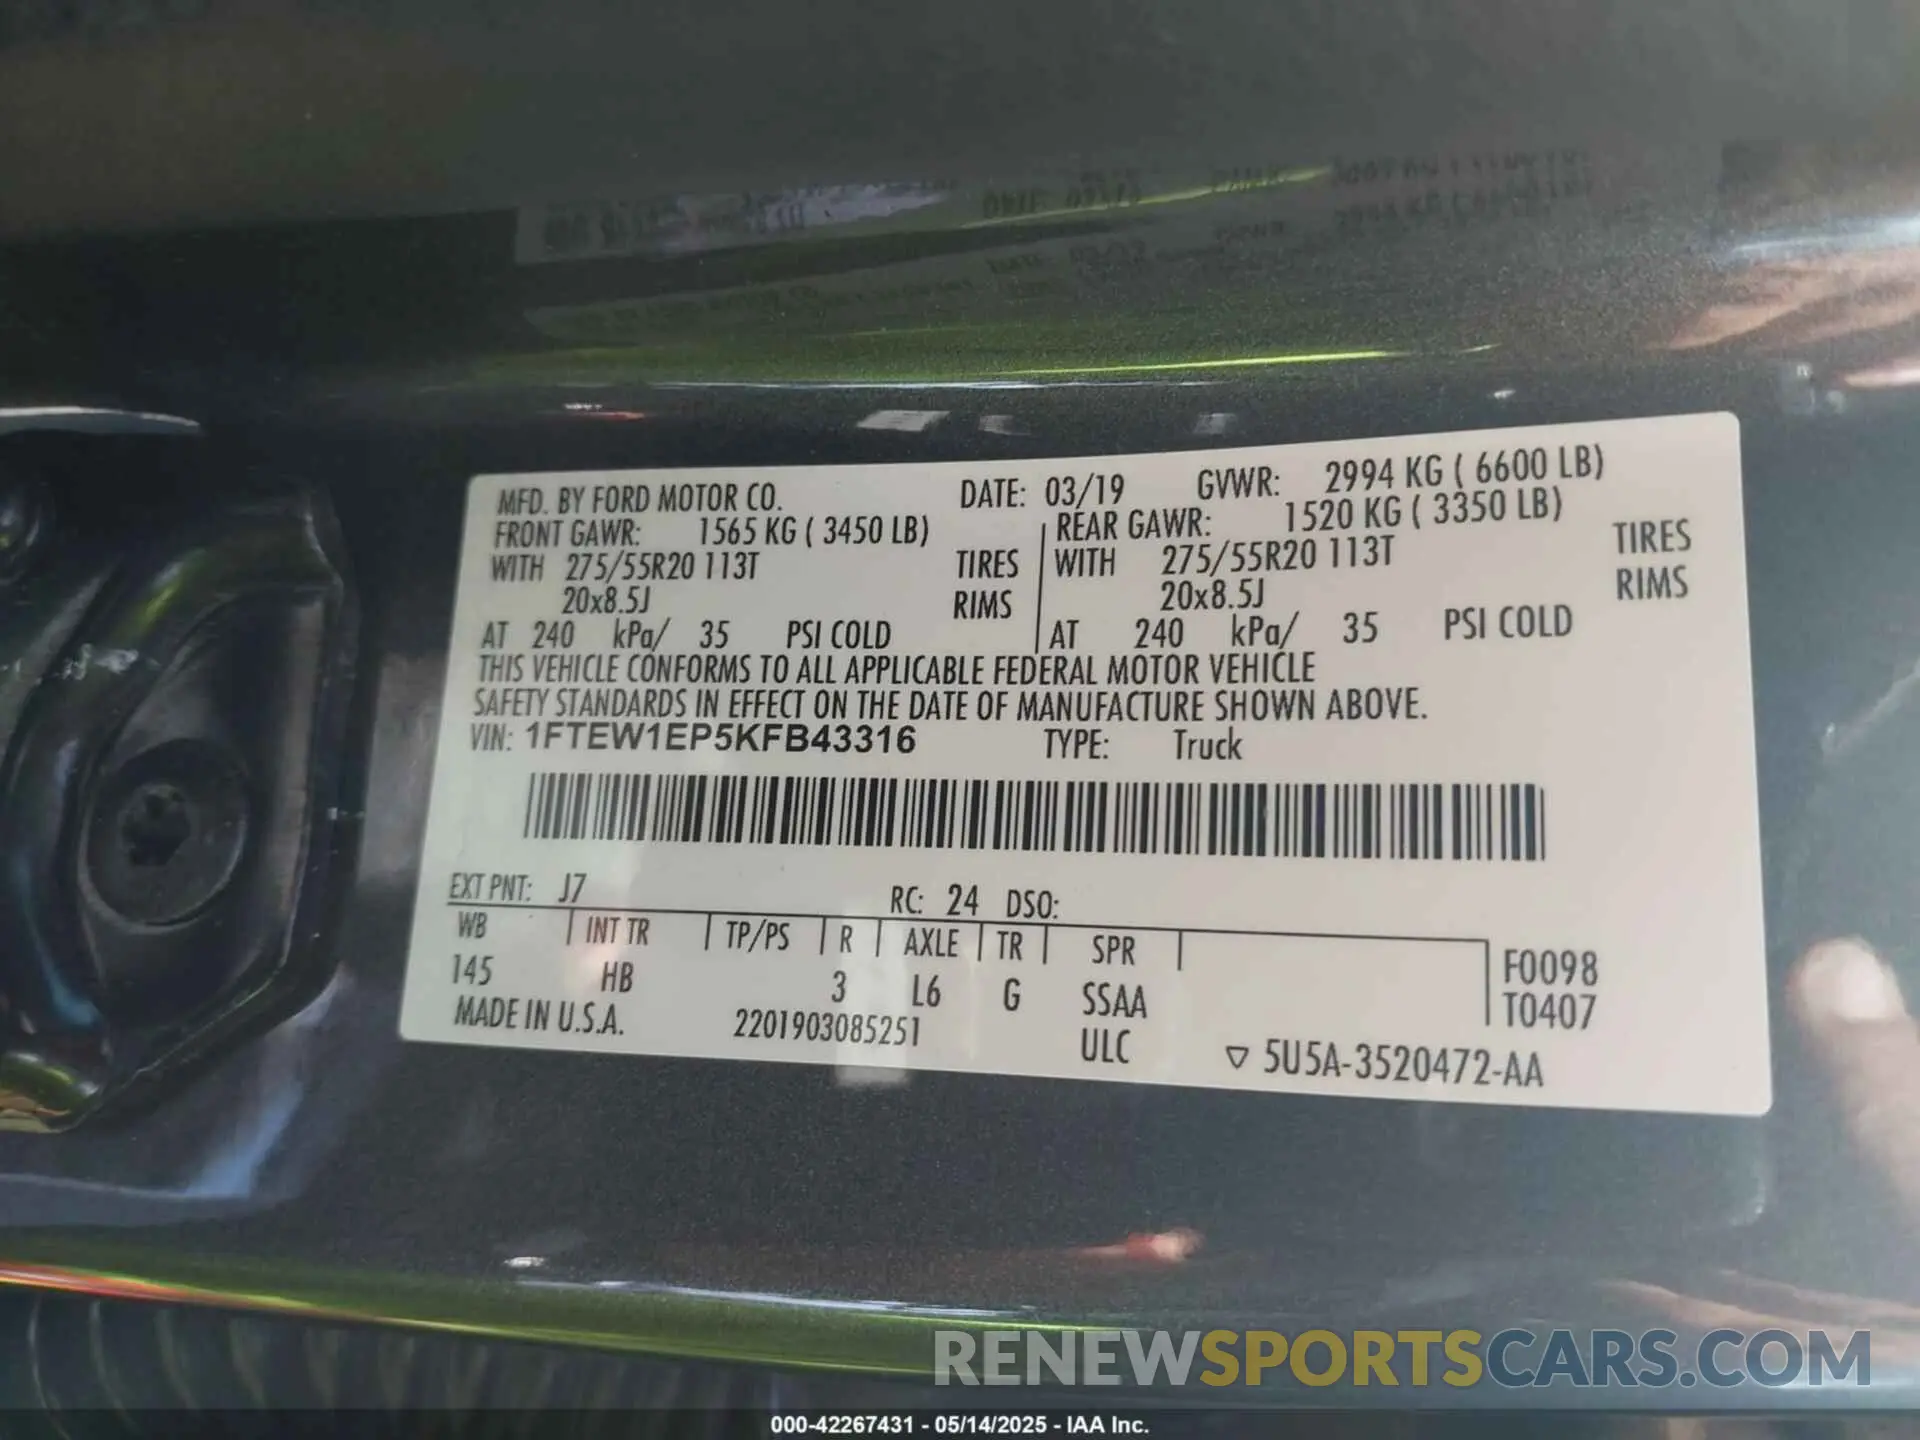 MFD. BY FORD MOTOR CO. DATE: 03/19 GVWR: 2994 KG ( 6600 LB)
FRONT GAWR: 1565 KG ( 3450 LB) REAR GAWR: 1520 KG ( 3350 LB)
WITH 275/55R20 113T TIRES WITH 275/55R20 113T TIRES
20x8.5J RIMS 20x8.5J RIMS
AT 240 kPa/ 35 PSI COLD AT 240 kPa/ 35 PSI COLD
THIS VEHICLE CONFORMS TO ALL APPLICABLE FEDERAL MOTOR VEHICLE
SAFETY STANDARDS IN EFFECT ON THE DATE OF MANUFACTURE SHOWN ABOVE.
VIN: 1FTEW1EP5KFB43316 TYPE: Truck
EXT PNT: J7 RC: 24 DSO:
WB INT TR TP/PS R AXLE TR SPR F0098
145 HB 3 L6 G SSAA T0407
MADE IN U.S.A. 2201903085251 ULC ▽ 5U5A-3520472-AA
RENEWSPORTSCARS.COM
000-42267431 - 05/14/2025 - IAA Inc.